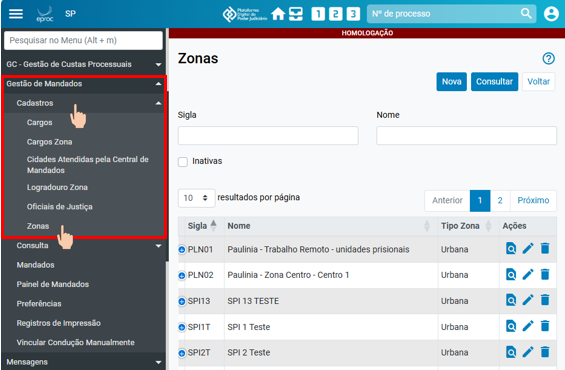 eproc
SP
Plataforma
Digital do
Poder Judiciário
1 2 3
Nº de processo
HOMOLOGAÇÃO
Pesquisar no Menu (Alt + m)
GC - Gestão de Custas Processuais
Gestão de Mandados
Cadastros
Cargos
Cargos Zona
Cidades Atendidas pela Central de
Mandados
Logradouro Zona
Oficiais de Justiça
Zonas
Consulta
Mandados
Painel de Mandados
Preferências
Registros de Impressão
Vincular Condução Manualmente
Mensagens
Zonas
?
Nova Consultar Voltar
Sigla Nome
Inativas
10 resultados por página
Anterior 1 2 Próximo
Sigla Nome Tipo Zona Ações
PLN01 Paulinia - Trabalho Remoto - unidades prisionais Urbana
PLN02 Paulinia - Zona Centro - Centro 1 Urbana
SPI13 SPI 13 TESTE Urbana
SPI1T SPI 1 Teste Urbana
SPI2T SPI 2 Teste Urbana